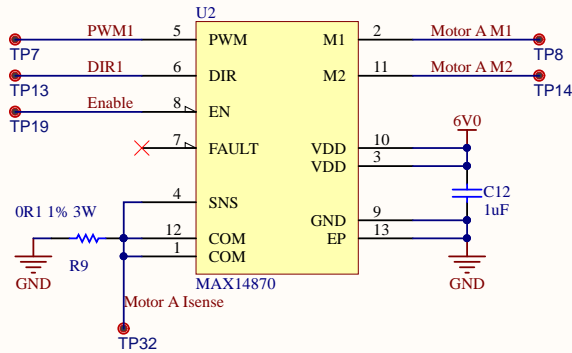 U2
PWM1 5 PWM M1 2 Motor A M1
TP7 TP8
DIR1 6 DIR M2 11 Motor A M2
TP13 TP14
Enable 8 EN
TP19
6V0
7 FAULT VDD 10
VDD 3
4 SNS C12
0R1 1% 3W 1uF
GND 9
12 COM EP 13
1 COM
R9
GND GND
MAX14870
Motor A Isense
TP32